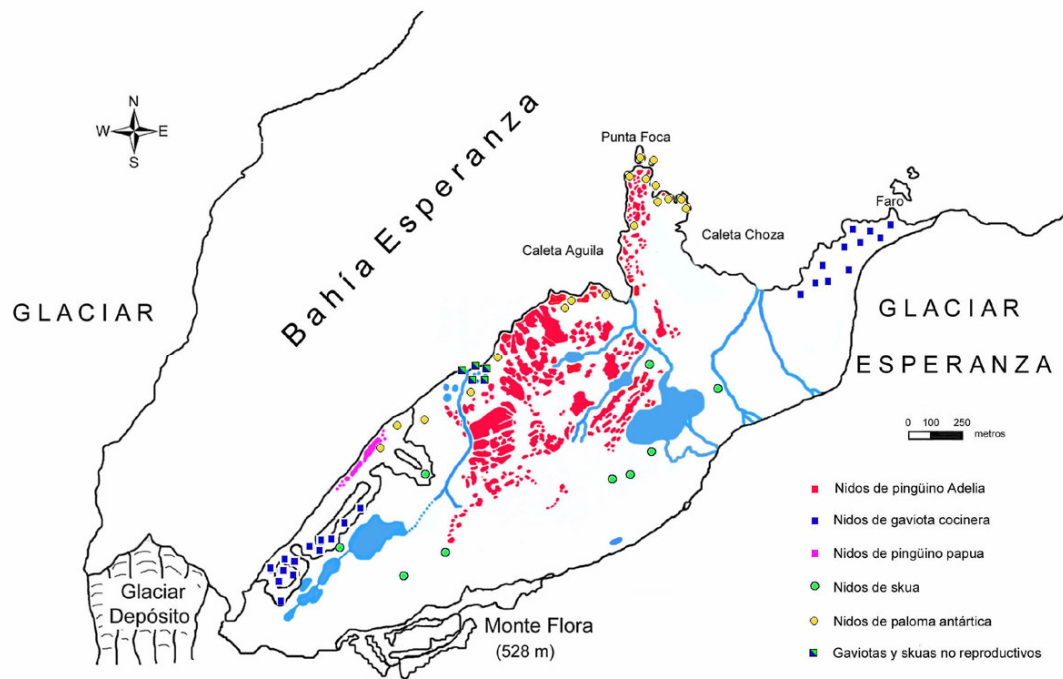 N
W E
S
Punta Foca
Faro
Bahía Esperanza
Caleta Aguila
Caleta Choza
GLACIAR
GLACIAR
ESPERANZA
0 100 250 metros
Nidos de pingüino Adelia
Nidos de gaviota cocinera
Nidos de pingüino papua
Nidos de skua
Nidos de paloma antártica
Gaviotas y skuas no reproductivos
Glaciar
Depósito
Monte Flora
(528 m)